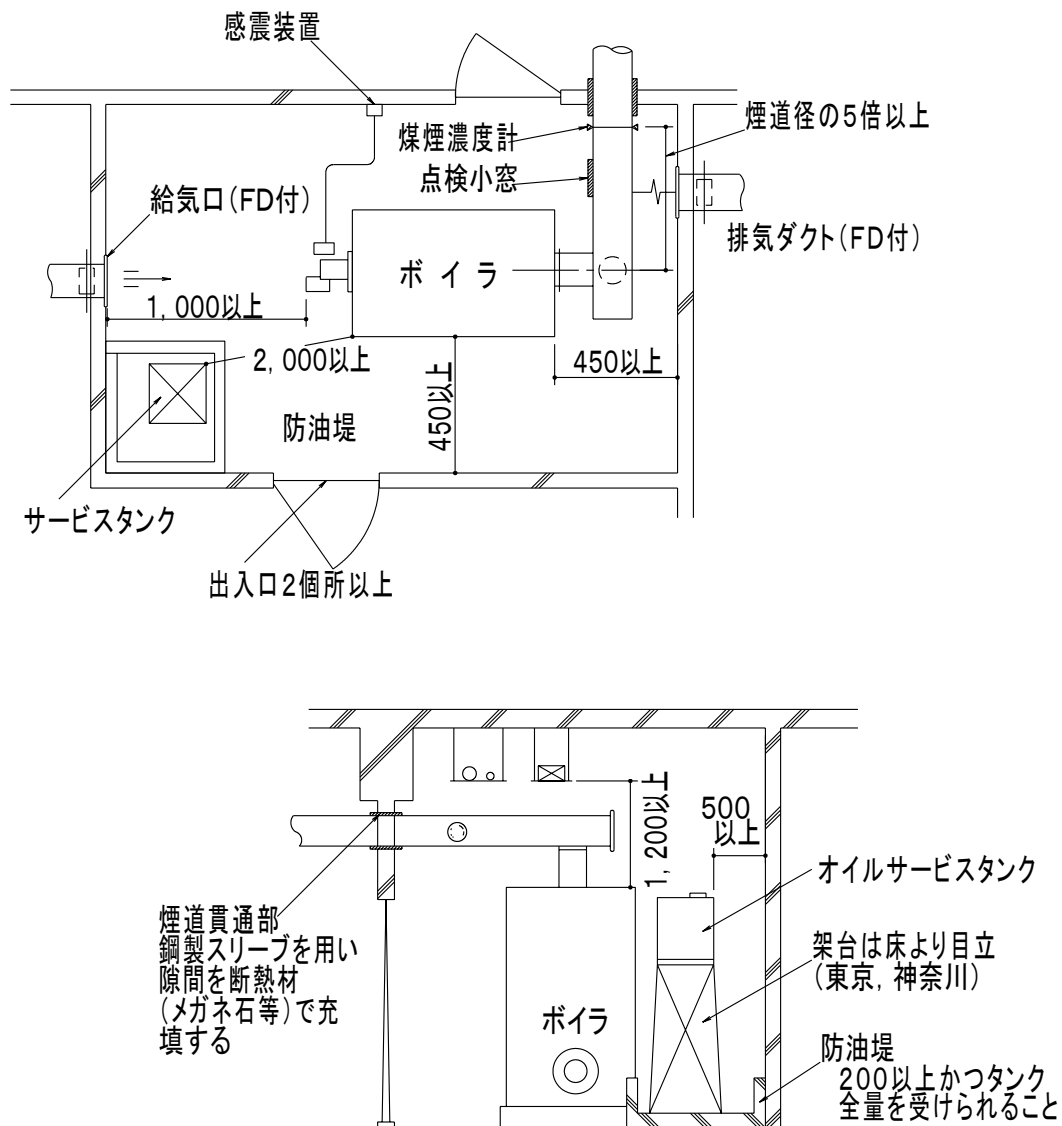 感震装置
煤煙濃度計
点検小窓
煙道径の5倍以上
給気口(FD付)
排気ダクト(FD付)
ボイラ
1,000以上
2,000以上
450以上
450以上
防油堤
サービスタンク
出入口2個所以上
1,200以上
500
以上
オイルサービスタンク
煙道貫通部
鋼製スリーブを用い
隙間を断熱材
(メガネ石等)で充
填する
架台は床より目立
(東京,神奈川)
ボイラ
防油堤
200以上かつタンク
全量を受けられること